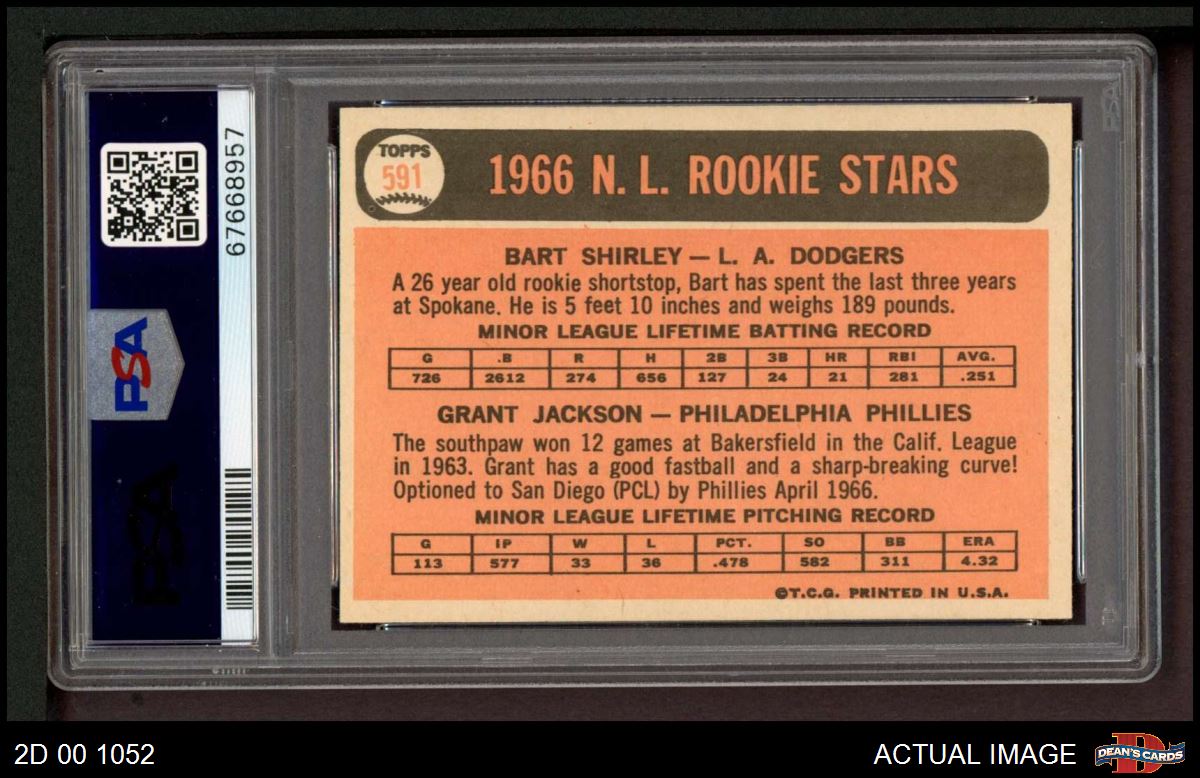 TOPPS
591
1966 N. L. ROOKIE STARS
BART SHIRLEY — L. A. DODGERS
A 26 year old rookie shortstop, Bart has spent the last three years
at Spokane. He is 5 feet 10 inches and weighs 189 pounds.
MINOR LEAGUE LIFETIME BATTING RECORD
G .B R H 2B 3B HR RBI AVG.
726 2612 274 656 127 24 21 281 .251
GRANT JACKSON — PHILADELPHIA PHILLIES
The southpaw won 12 games at Bakersfield in the Calif. League
in 1963. Grant has a good fastball and a sharp-breaking curve!
Optioned to San Diego (PCL) by Phillies April 1966.
MINOR LEAGUE LIFETIME PITCHING RECORD
G IP W L PCT. SO BB ERA
113 577 33 36 .478 582 311 4.32
©T.C.G. PRINTED IN U.S.A.
67668957
PSA
PSA
PSA
2D 00 1052
ACTUAL IMAGE
DEAN'S CARDS